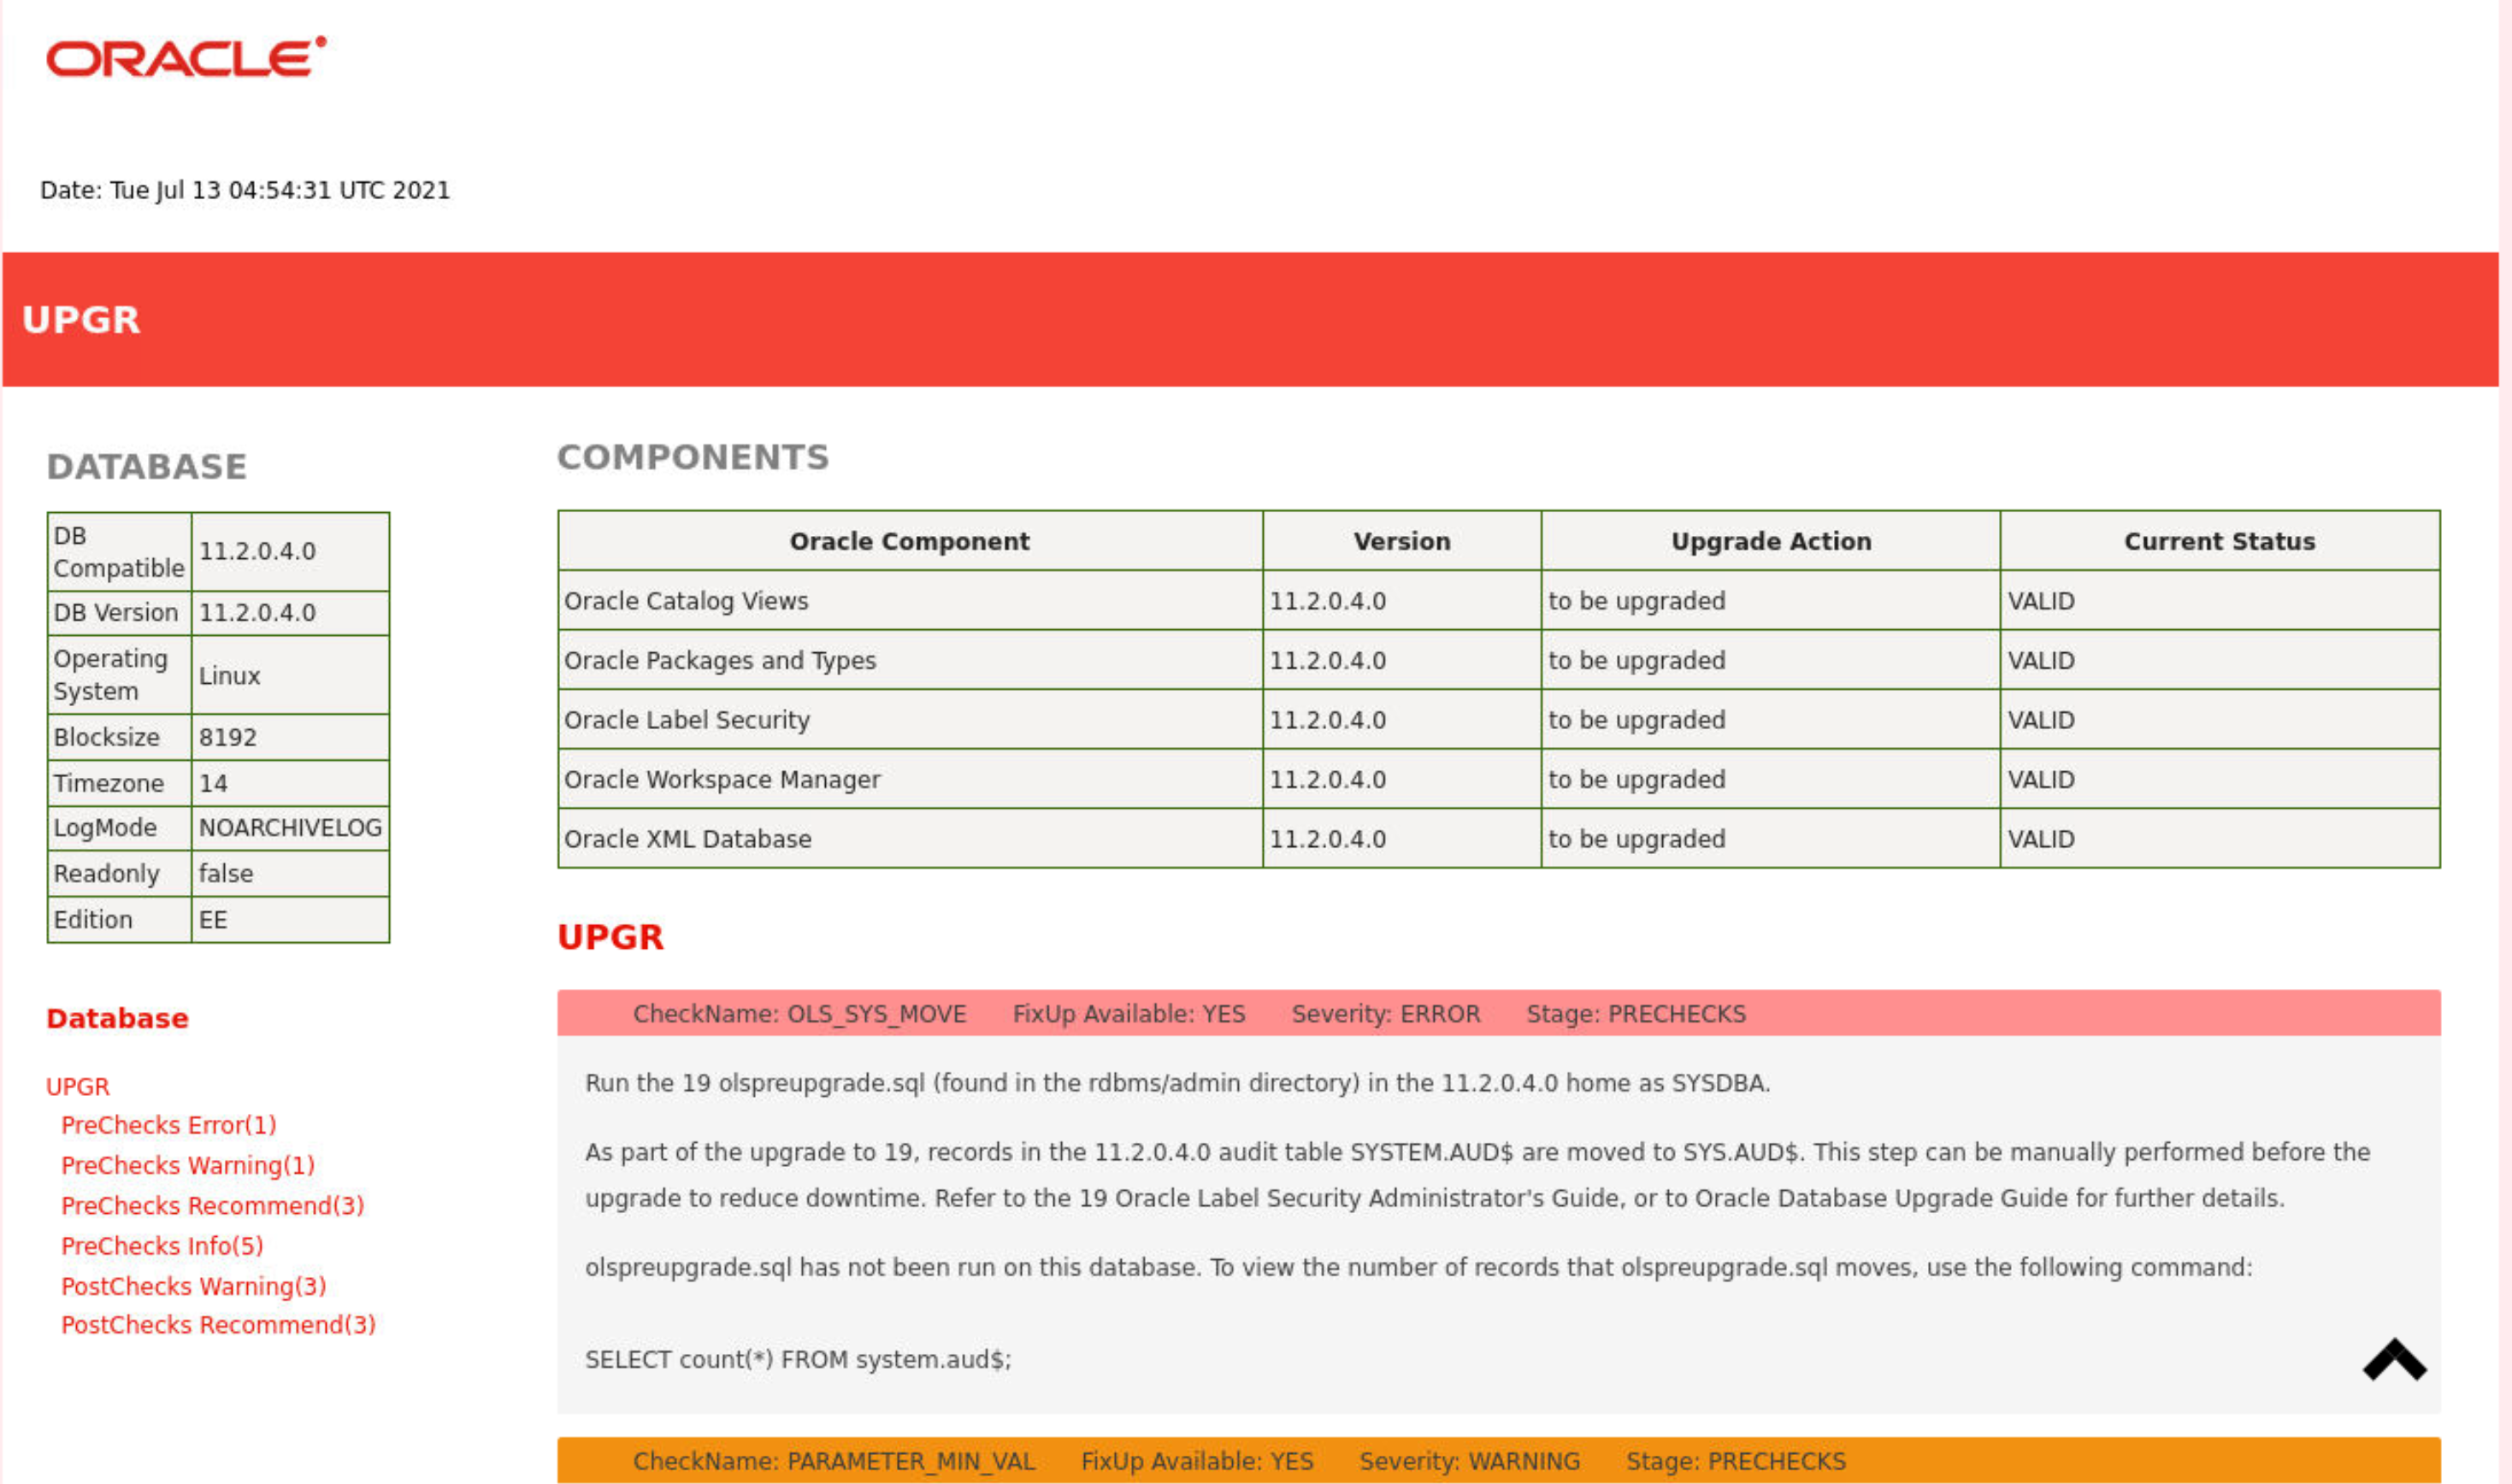 ORACLE
Date: Tue Jul 13 04:54:31 UTC 2021
UPGR
DATABASE
DB Compatible 11.2.0.4.0
DB Version 11.2.0.4.0
Operating System Linux
Blocksize 8192
Timezone 14
LogMode NOARCHIVELOG
Readonly false
Edition EE
Database
UPGR
PreChecks Error(1)
PreChecks Warning(1)
PreChecks Recommend(3)
PreChecks Info(5)
PostChecks Warning(3)
PostChecks Recommend(3)
COMPONENTS
Oracle Component Version Upgrade Action Current Status
Oracle Catalog Views 11.2.0.4.0 to be upgraded VALID
Oracle Packages and Types 11.2.0.4.0 to be upgraded VALID
Oracle Label Security 11.2.0.4.0 to be upgraded VALID
Oracle Workspace Manager 11.2.0.4.0 to be upgraded VALID
Oracle XML Database 11.2.0.4.0 to be upgraded VALID
UPGR
CheckName: OLS_SYS_MOVE FixUp Available: YES Severity: ERROR Stage: PRECHECKS
Run the 19 olspreupgrade.sql (found in the rdbms/admin directory) in the 11.2.0.4.0 home as SYSDBA.
As part of the upgrade to 19, records in the 11.2.0.4.0 audit table SYSTEM.AUD$ are moved to SYS.AUD$. This step can be manually performed before the
upgrade to reduce downtime. Refer to the 19 Oracle Label Security Administrator's Guide, or to Oracle Database Upgrade Guide for further details.
olspreupgrade.sql has not been run on this database. To view the number of records that olspreupgrade.sql moves, use the following command:
SELECT count(*) FROM system.aud$;
CheckName: PARAMETER_MIN_VAL FixUp Available: YES Severity: WARNING Stage: PRECHECKS